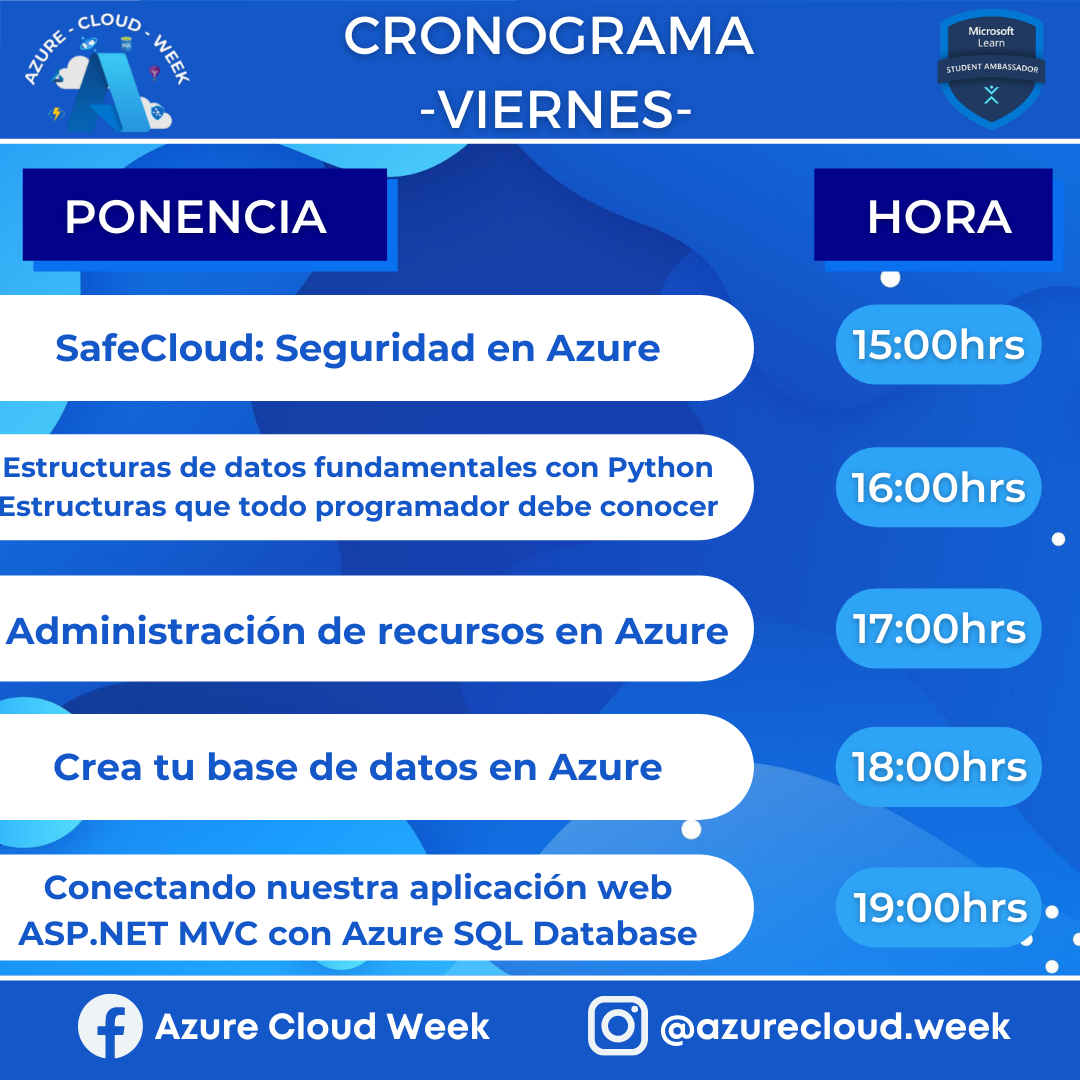 AZURE - CLOUD - WEEK
CRONOGRAMA
-VIERNES-
Microsoft
Learn
STUDENT AMBASSADOR
PONENCIA
HORA
SafeCloud: Seguridad en Azure
15:00hrs
Estructuras de datos fundamentales con Python
Estructuras que todo programador debe conocer
16:00hrs
Administración de recursos en Azure
17:00hrs
Crea tu base de datos en Azure
18:00hrs
Conectando nuestra aplicación web
ASP.NET MVC con Azure SQL Database
19:00hrs
Azure Cloud Week
@azurecloud.week